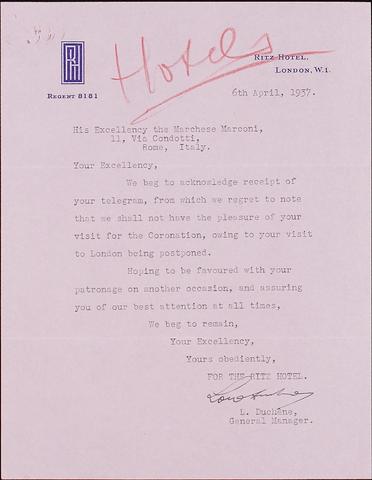 RH
Hotels
RITZ HOTEL,
LONDON, W.1.
REGENT 8181
6th April, 1937.
His Excellency the Marchese Marconi,
11, Via Condotti,
Rome, Italy.
Your Excellency,
We beg to acknowledge receipt of
your telegram, from which we regret to note
that we shall not have the pleasure of your
visit for the Coronation, owing to your visit
to London being postponed.
Hoping to be favoured with your
patronage on another occasion, and assuring
you of our best attention at all times,
We beg to remain,
Your Excellency,
Yours obediently,
FOR THE RITZ HOTEL.
L. Duchêne,
General Manager.